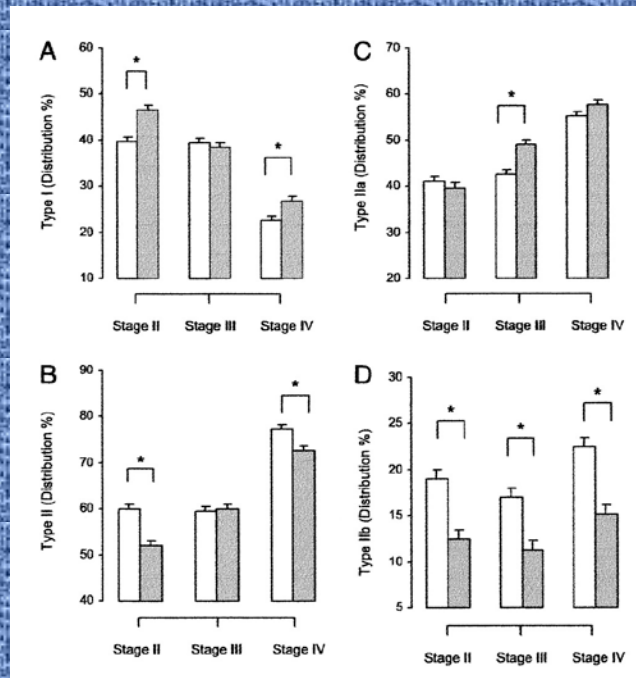 A
Type I (Distribution %)
60
*
50
40
*
30
20
10
Stage II Stage III Stage IV
C
Type IIa (Distribution %)
70
60
*
50
40
30
20
Stage II Stage III Stage IV
B
Type II (Distribution %)
90
80
*
70
*
60
50
40
Stage II Stage III Stage IV
D
Type IIb (Distribution %)
30
25
*
*
*
20
15
10
5
Stage II Stage III Stage IV